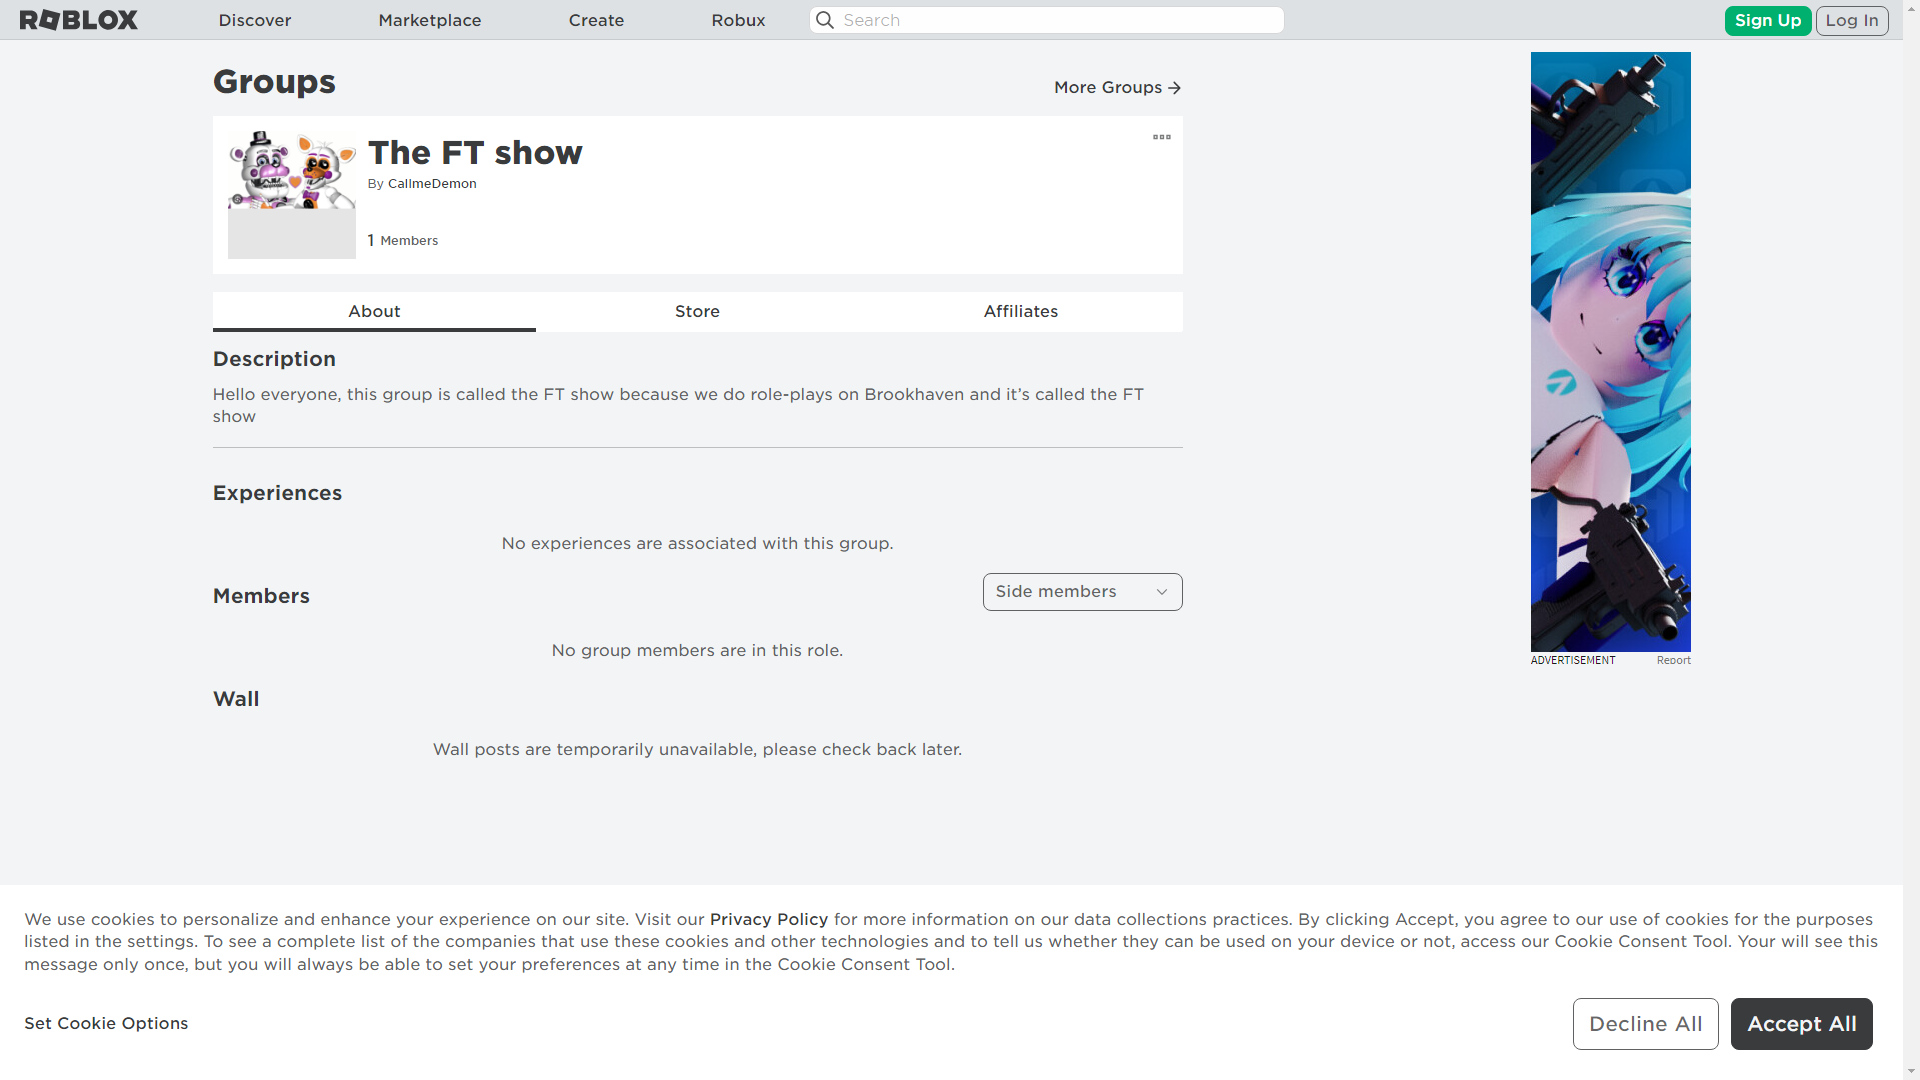 ROBLOX
Discover
Marketplace
Create
Robux
Search
Sign Up
Log In
Groups
More Groups →
The FT show
By CallmeDemon
1 Members
About
Store
Affiliates
Description
Hello everyone, this group is called the FT show because we do role-plays on Brookhaven and it’s called the FT
show
Experiences
No experiences are associated with this group.
Members
Side members
No group members are in this role.
Wall
Wall posts are temporarily unavailable, please check back later.
ADVERTISEMENT
Report
We use cookies to personalize and enhance your experience on our site. Visit our Privacy Policy for more information on our data collections practices. By clicking Accept, you agree to our use of cookies for the purposes
listed in the settings. To see a complete list of the companies that use these cookies and other technologies and to tell us whether they can be used on your device or not, access our Cookie Consent Tool. Your will see this
message only once, but you will always be able to set your preferences at any time in the Cookie Consent Tool.
Set Cookie Options
Decline All
Accept All